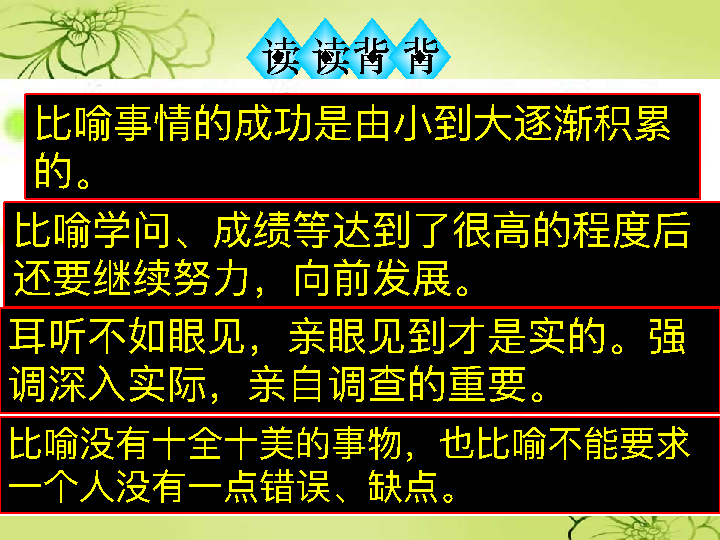 读读背背
比喻事情的成功是由小到大逐渐积累
的。
比喻学问、成绩等达到了很高的程度后
还要继续努力，向前发展。
耳听不如眼见，亲眼见到才是实的。强
调深入实际，亲自调查的重要。
比喻没有十全十美的事物，也比喻不能要求
一个人没有一点错误、缺点。